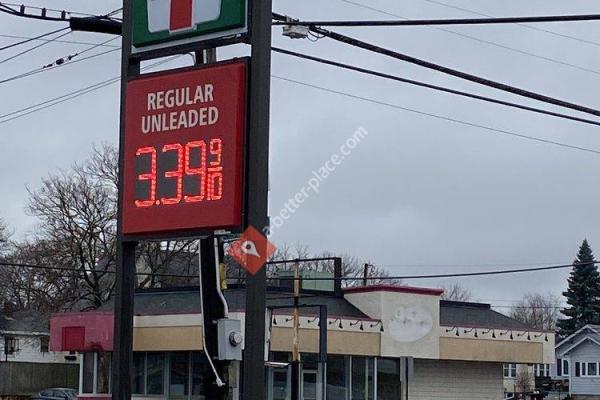 REGULAR
UNLEADED
3.39 9/10
a-better-place.com